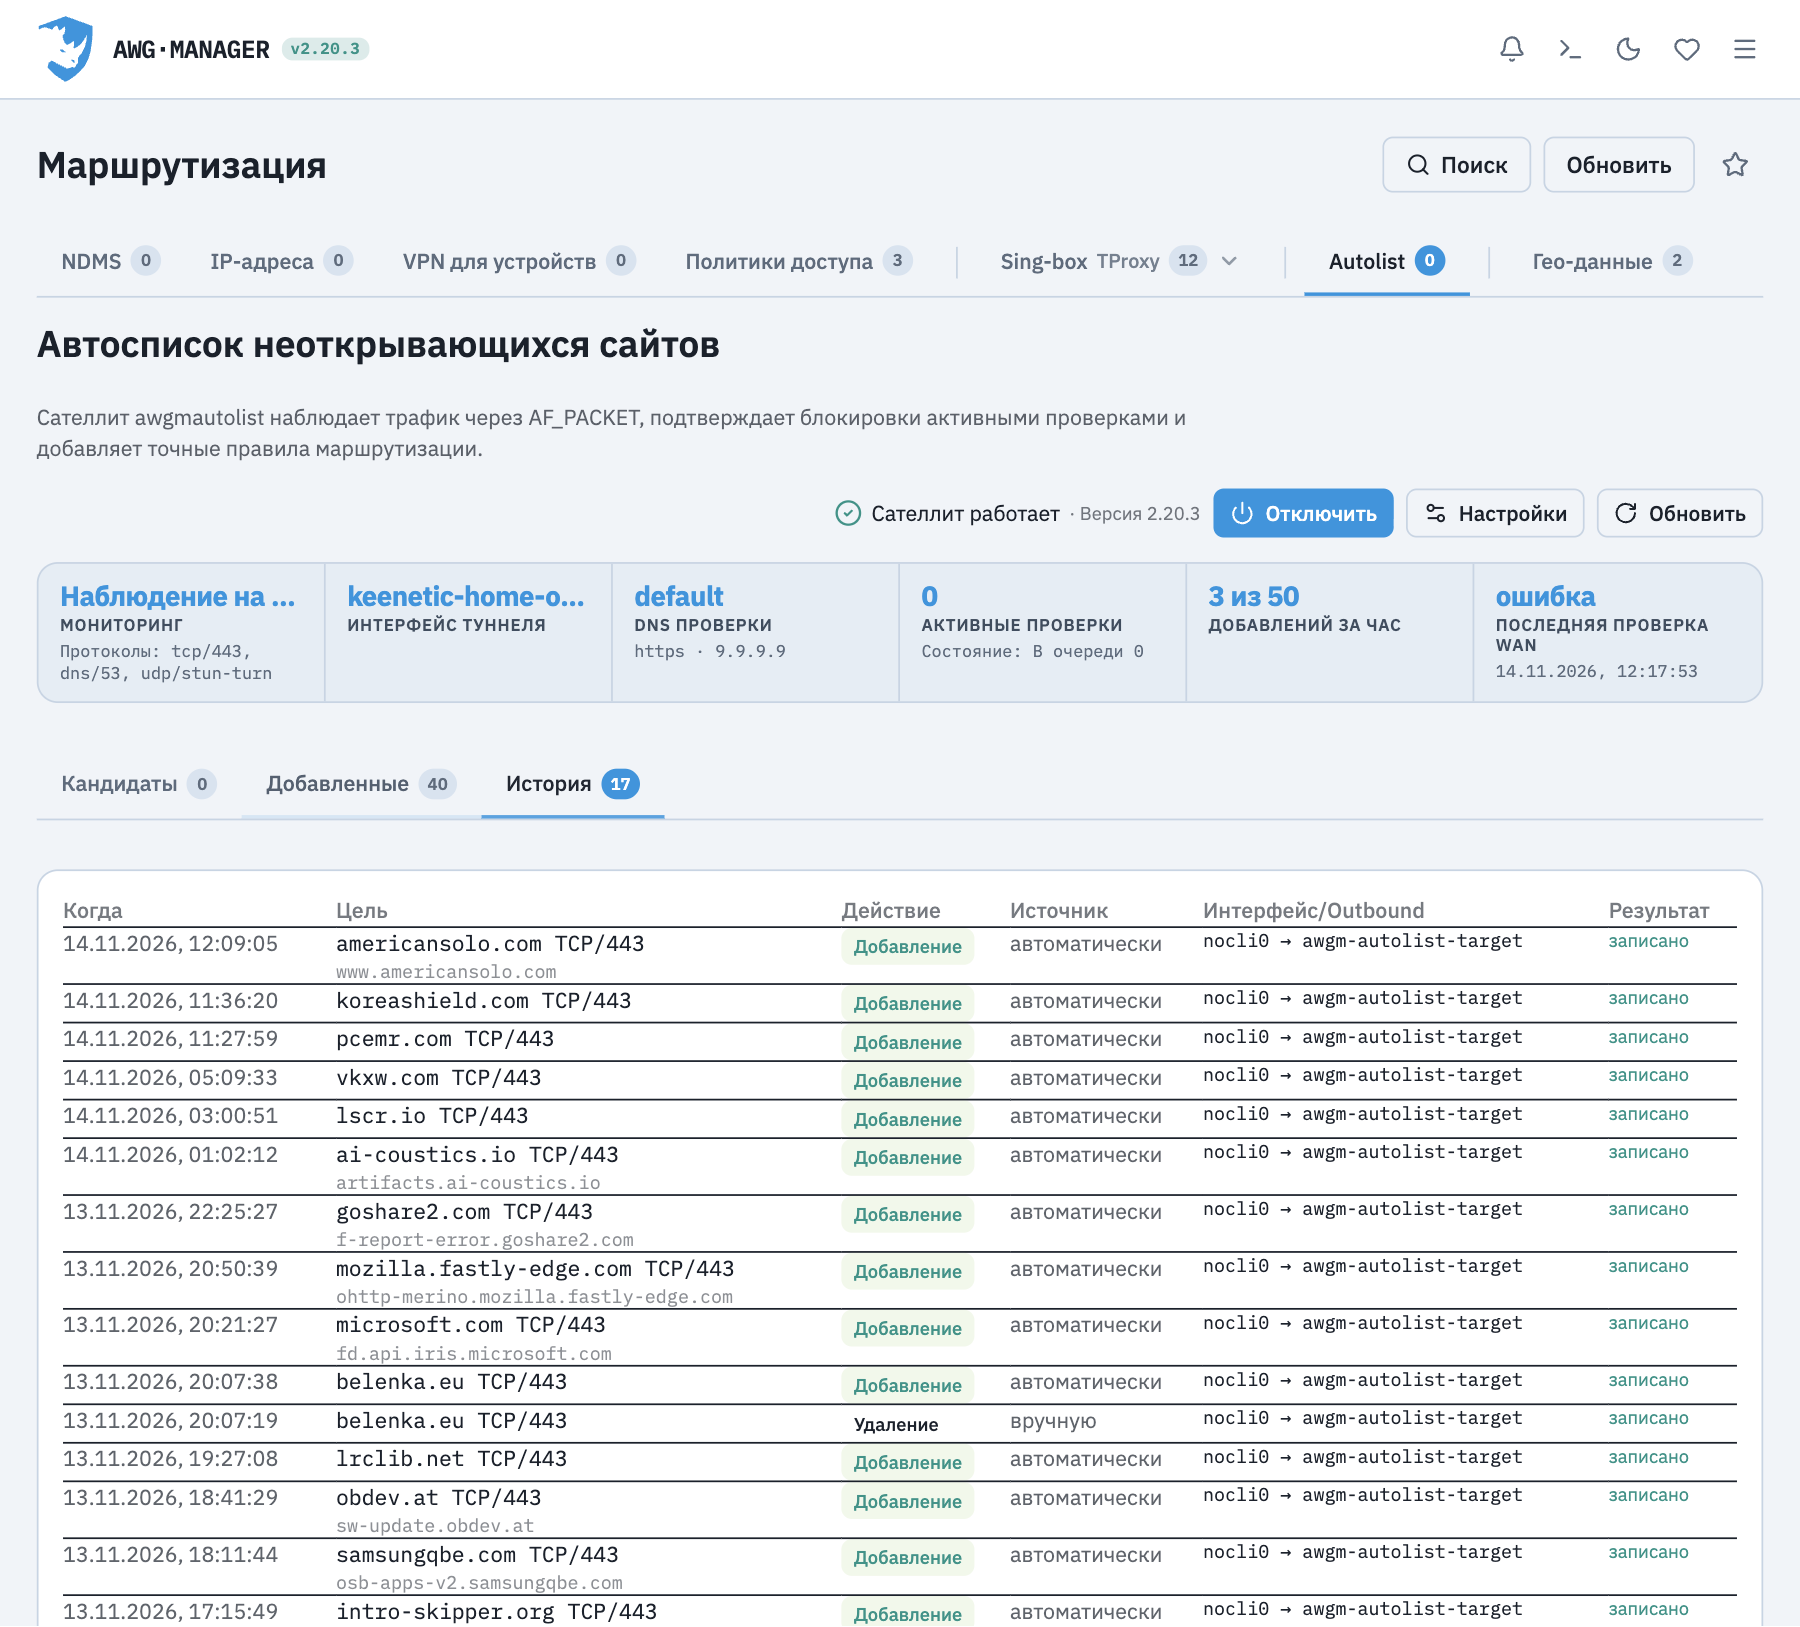 AWG·MANAGER v2.20.3
Маршрутизация
Поиск
Обновить
NDMS 0
IP-адреса 0
VPN для устройств 0
Политики доступа 3
Sing-box TProxy 12
Autolist 0
Гео-данные 2
Автосписок неоткрывающихся сайтов
Сателлит awgmautolist наблюдает трафик через AF_PACKET, подтверждает блокировки активными проверками и
добавляет точные правила маршрутизации.
Сателлит работает · Версия 2.20.3
Отключить
Настройки
Обновить
Наблюдение на ...
МОНИТОРИНГ
Протоколы: tcp/443,
dns/53, udp/stun-turn
keenetic-home-o...
ИНТЕРФЕЙС ТУННЕЛЯ
default
DNS ПРОВЕРКИ
https · 9.9.9.9
0
АКТИВНЫЕ ПРОВЕРКИ
Состояние: В очереди 0
3 из 50
ДОБАВЛЕНИЙ ЗА ЧАС
ошибка
ПОСЛЕДНЯЯ ПРОВЕРКА
WAN
14.11.2026, 12:17:53
Кандидаты 0
Добавленные 40
История 17
Когда Цель Действие Источник Интерфейс/Outbound Результат
14.11.2026, 12:09:05 americansolo.com TCP/443 Добавление автоматически nocli0 → awgm-autolist-target записано
www.americansolo.com
14.11.2026, 11:36:20 koreashield.com TCP/443 Добавление автоматически nocli0 → awgm-autolist-target записано
14.11.2026, 11:27:59 pcemr.com TCP/443 Добавление автоматически nocli0 → awgm-autolist-target записано
14.11.2026, 05:09:33 vkxw.com TCP/443 Добавление автоматически nocli0 → awgm-autolist-target записано
14.11.2026, 03:00:51 lscr.io TCP/443 Добавление автоматически nocli0 → awgm-autolist-target записано
14.11.2026, 01:02:12 ai-coustics.io TCP/443 Добавление автоматически nocli0 → awgm-autolist-target записано
artifacts.ai-coustics.io
13.11.2026, 22:25:27 goshare2.com TCP/443 Добавление автоматически nocli0 → awgm-autolist-target записано
f-report-error.goshare2.com
13.11.2026, 20:50:39 mozilla.fastly-edge.com TCP/443 Добавление автоматически nocli0 → awgm-autolist-target записано
ohttp-merino.mozilla.fastly-edge.com
13.11.2026, 20:21:27 microsoft.com TCP/443 Добавление автоматически nocli0 → awgm-autolist-target записано
fd.api.iris.microsoft.com
13.11.2026, 20:07:38 belenka.eu TCP/443 Добавление автоматически nocli0 → awgm-autolist-target записано
13.11.2026, 20:07:19 belenka.eu TCP/443 Удаление вручную nocli0 → awgm-autolist-target записано
13.11.2026, 19:27:08 lrclib.net TCP/443 Добавление автоматически nocli0 → awgm-autolist-target записано
13.11.2026, 18:41:29 obdev.at TCP/443 Добавление автоматически nocli0 → awgm-autolist-target записано
sw-update.obdev.at
13.11.2026, 18:11:44 samsungqbe.com TCP/443 Добавление автоматически nocli0 → awgm-autolist-target записано
osb-apps-v2.samsungqbe.com
13.11.2026, 17:15:49 intro-skipper.org TCP/443 Добавление автоматически nocli0 → awgm-autolist-target записано